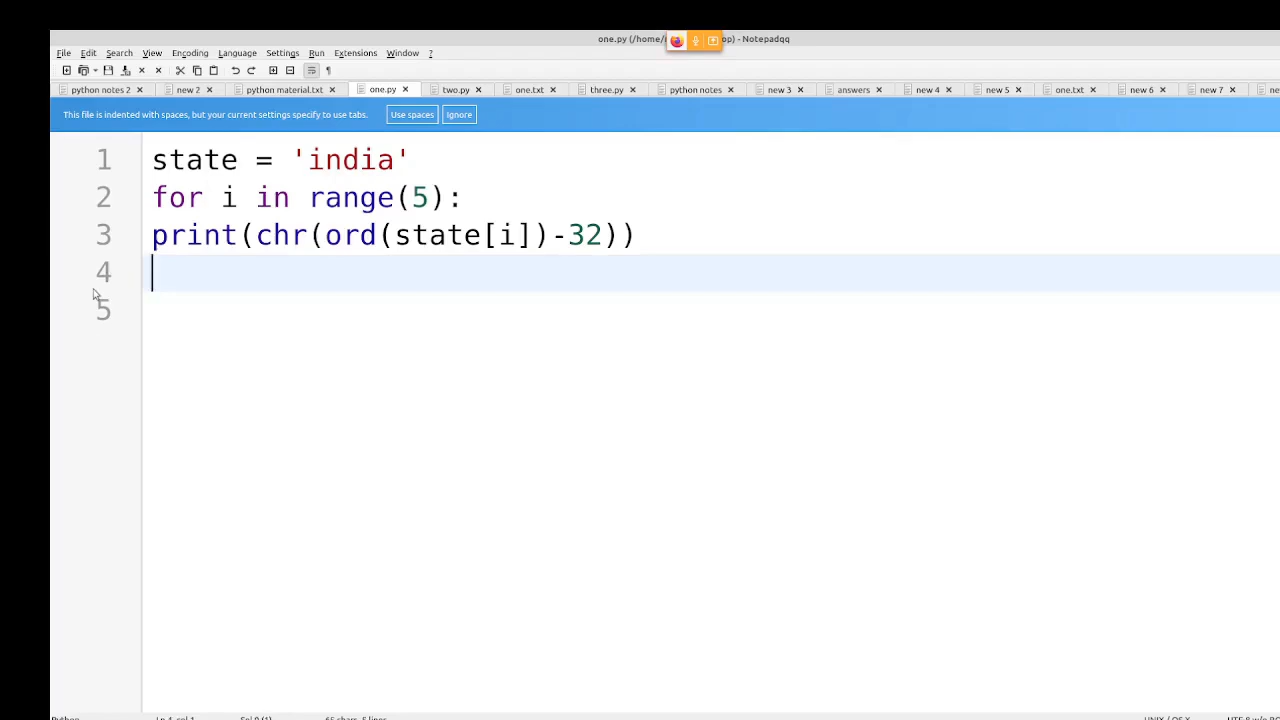 one.py (/home/ op) - Notepadqq
File Edit Search View Encoding Language Settings Run Extensions Window ?
python notes 2 new 2 python material.txt one.py two.py one.txt three.py python notes new 3 answers new 4 new 5 one.txt new 6 new 7
This file is indented with spaces, but your current settings specify to use tabs. Use spaces Ignore
1 state = 'india'
2 for i in range(5):
3 print(chr(ord(state[i])-32))
4
5